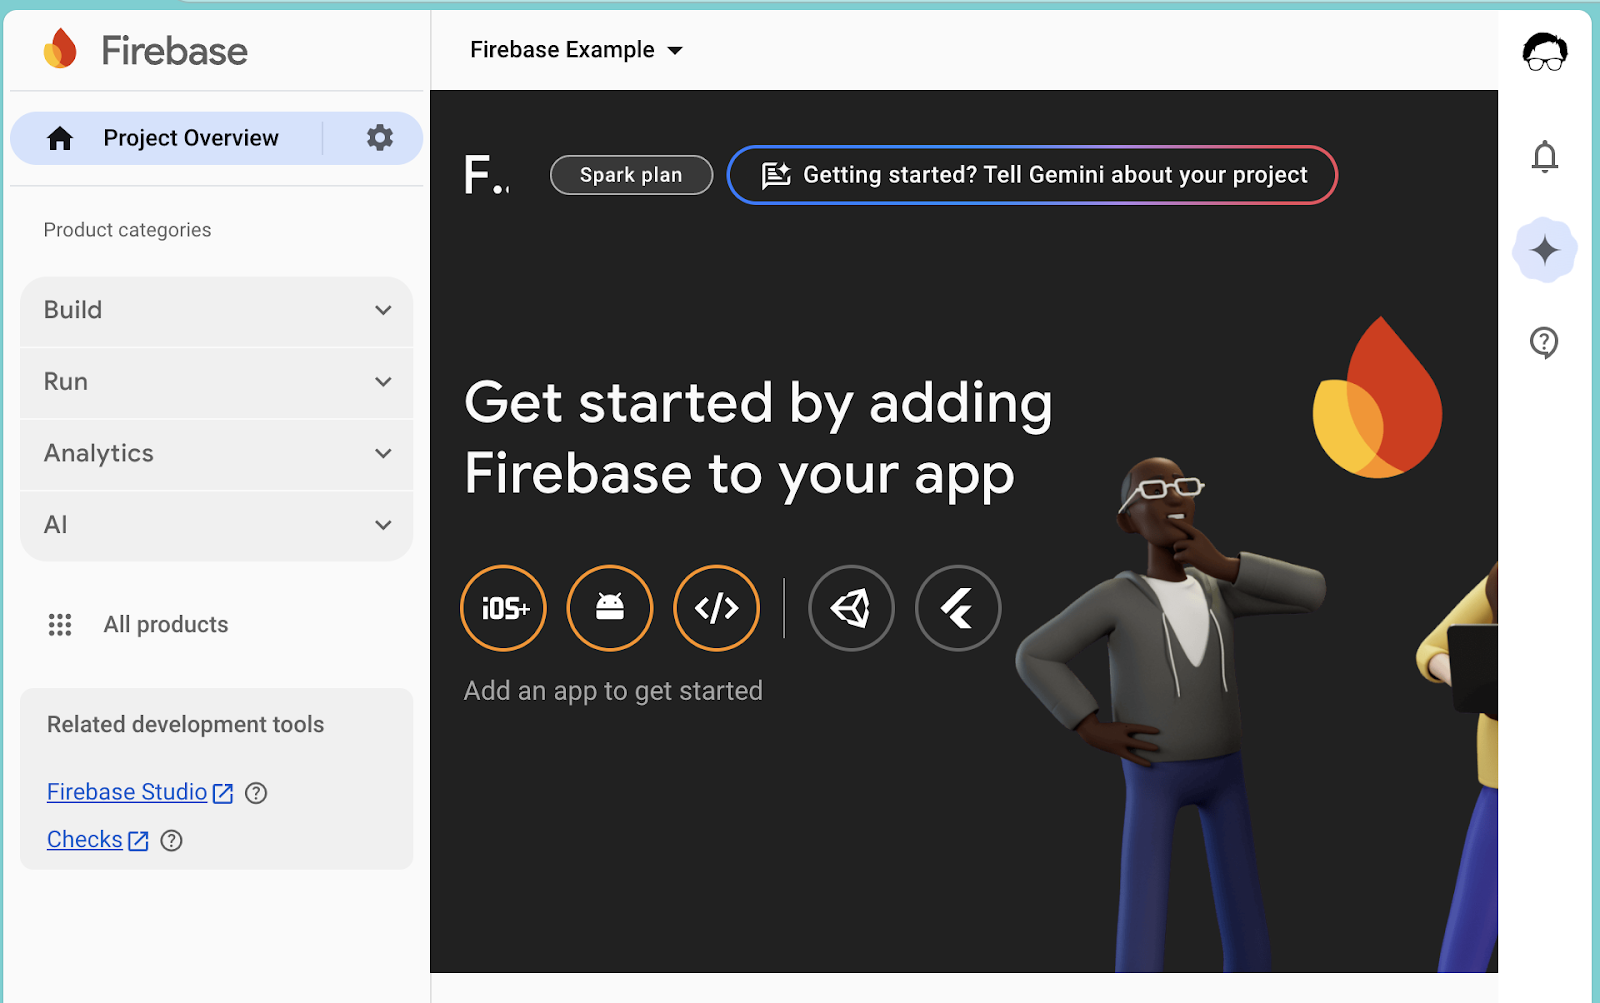 Firebase
Firebase Example
Project Overview
Product categories
Build
Run
Analytics
AI
All products
Related development tools
Firebase Studio
Checks
F..
Spark plan
Getting started? Tell Gemini about your project
Get started by adding
Firebase to your app
iOS+
Add an app to get started